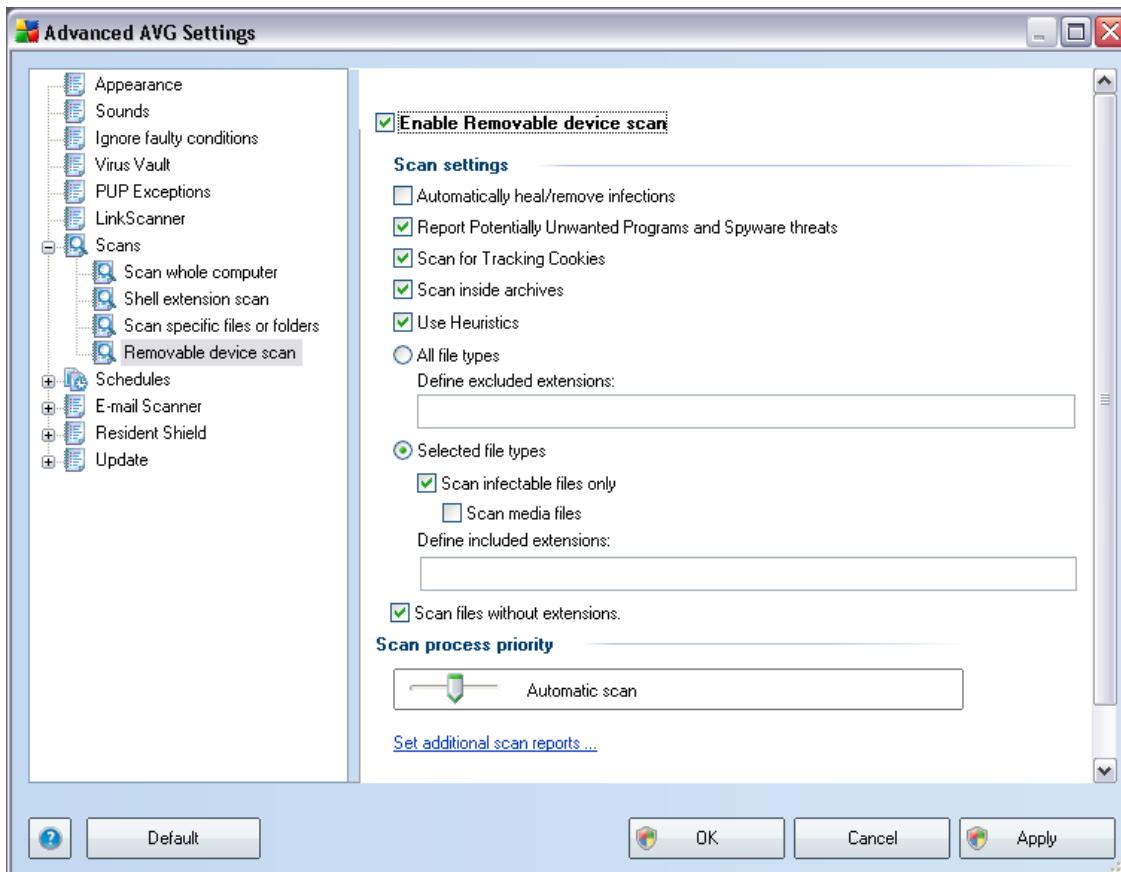 Advanced AVG Settings
Appearance
Sounds
Ignore faulty conditions
Virus Vault
PUP Exceptions
LinkScanner
Scans
Scan whole computer
Shell extension scan
Scan specific files or folders
Removable device scan
Schedules
E-mail Scanner
Resident Shield
Update
Enable Removable device scan
Scan settings
Automatically heal/remove infections
Report Potentially Unwanted Programs and Spyware threats
Scan for Tracking Cookies
Scan inside archives
Use Heuristics
All file types
Define excluded extensions:
Selected file types
Scan infectable files only
Scan media files
Define included extensions:
Scan files without extensions.
Scan process priority
Automatic scan
Set additional scan reports ...
Default
OK
Cancel
Apply